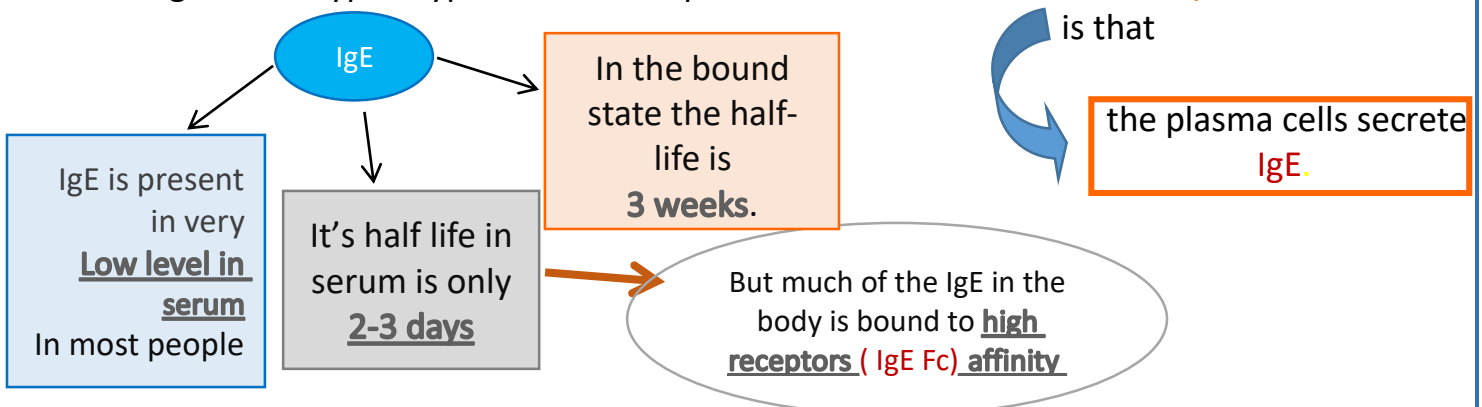 is that
the plasma cells secrete
IgE.
IgE
In the bound
state the half-
life is
3 weeks.
IgE is present
in very
Low level in
serum
In most people
It's half life in
serum is only
2-3 days
But much of the IgE in the
body is bound to high
receptors ( IgE Fc) affinity